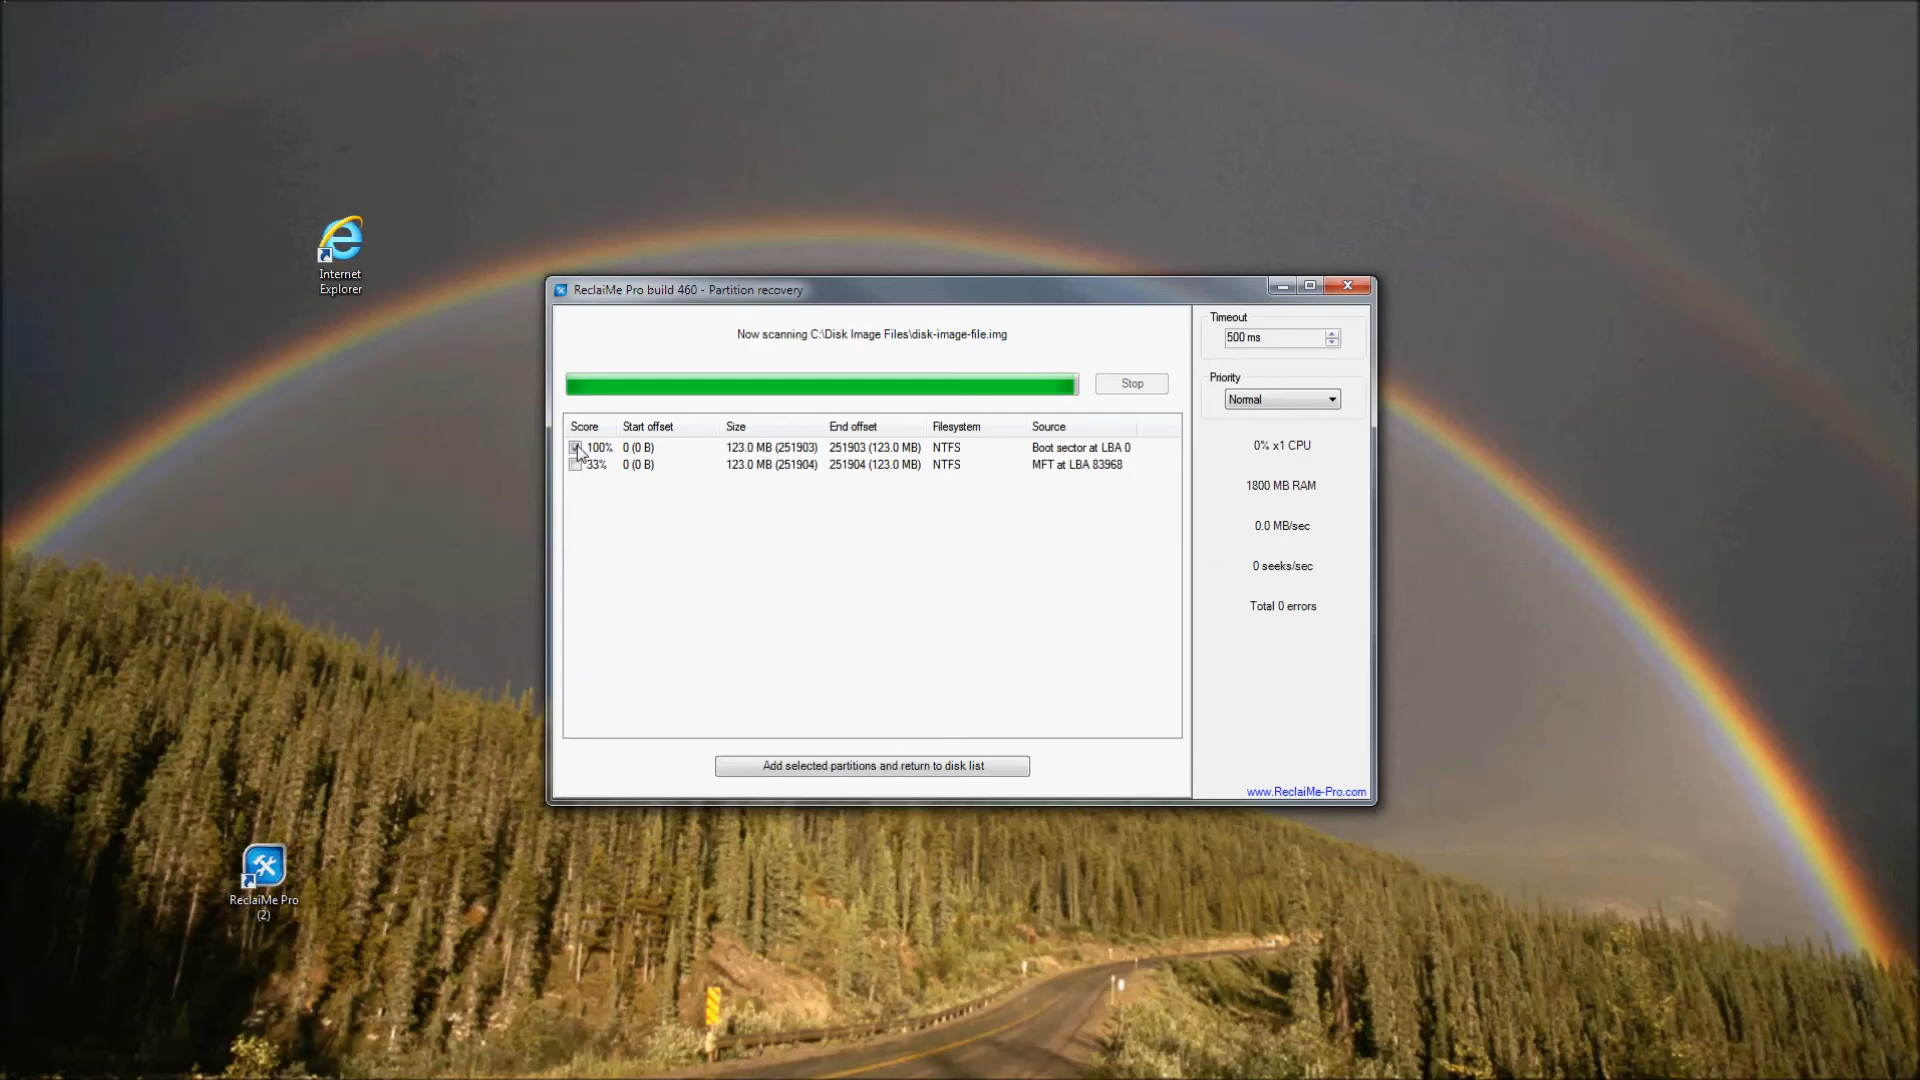 Internet
Explorer
ReclaiMe Pro build 460 - Partition recovery
Now scanning C:\Disk Image Files\disk-image-file.img
Stop
Score Start offset Size End offset Filesystem Source
100% 0 (0 B) 123.0 MB (251903) 251903 (123.0 MB) NTFS Boot sector at LBA 0
33% 0 (0 B) 123.0 MB (251904) 251904 (123.0 MB) NTFS MFT at LBA 83968
Add selected partitions and return to disk list
Timeout
500 ms
Priority
Normal
0% x1 CPU
1800 MB RAM
0.0 MB/sec
0 seeks/sec
Total 0 errors
www.ReclaiMe-Pro.com
ReclaiMe Pro
(2)